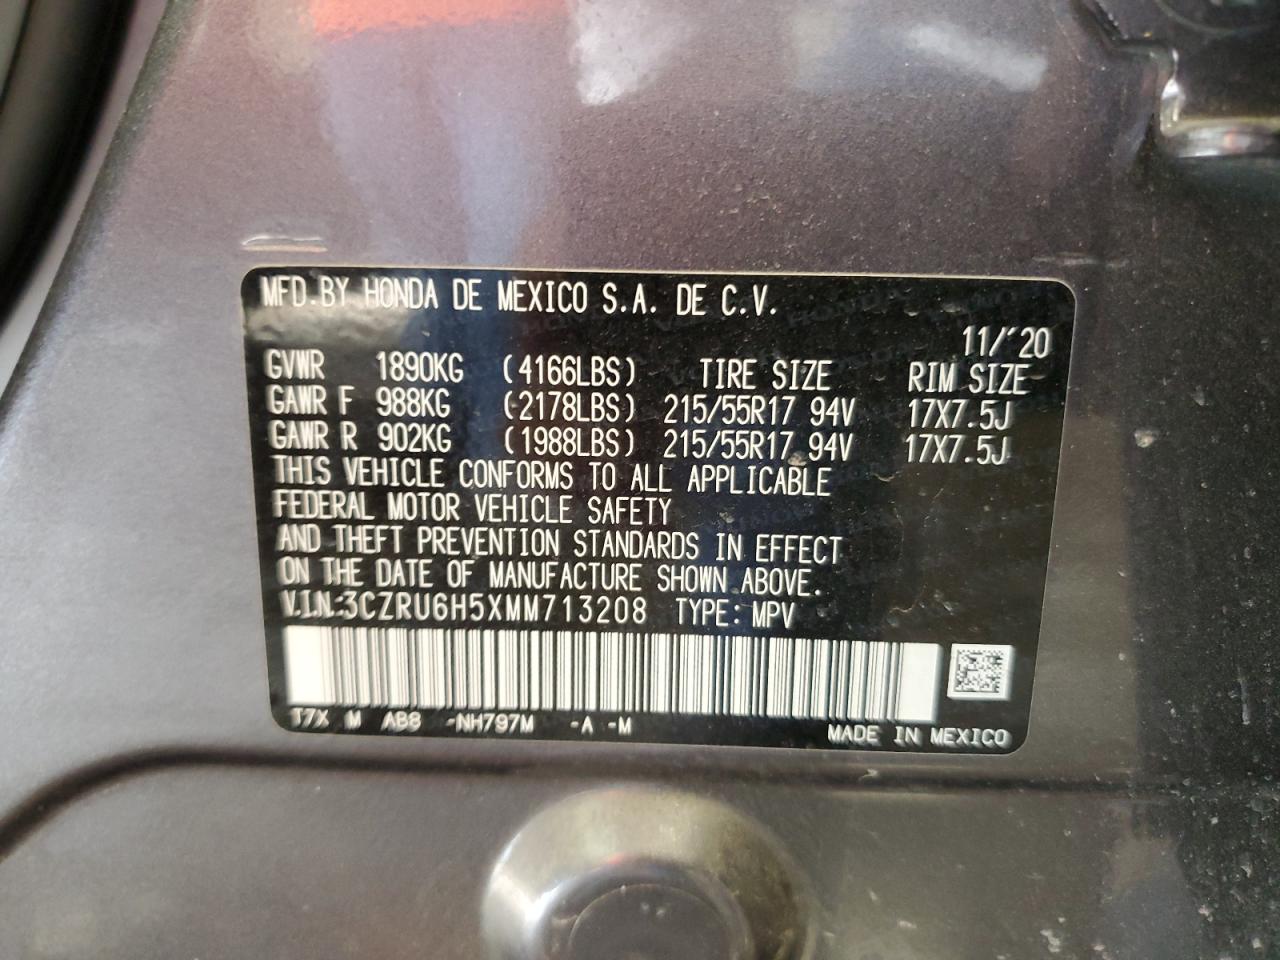 MFD.BY HONDA DE MEXICO S.A. DE C.V.
11/'20
GVWR 1890KG (4166LBS) TIRE SIZE RIM SIZE
GAWR F 988KG (2178LBS) 215/55R17 94V 17X7.5J
GAWR R 902KG (1988LBS) 215/55R17 94V 17X7.5J
THIS VEHICLE CONFORMS TO ALL APPLICABLE
FEDERAL MOTOR VEHICLE SAFETY
AND THEFT PREVENTION STANDARDS IN EFFECT
ON THE DATE OF MANUFACTURE SHOWN ABOVE.
V.I.N.:3CZRU6H5XMM713208 TYPE: MPV
T7X M AB8 -NH797M -A -M
MADE IN MEXICO